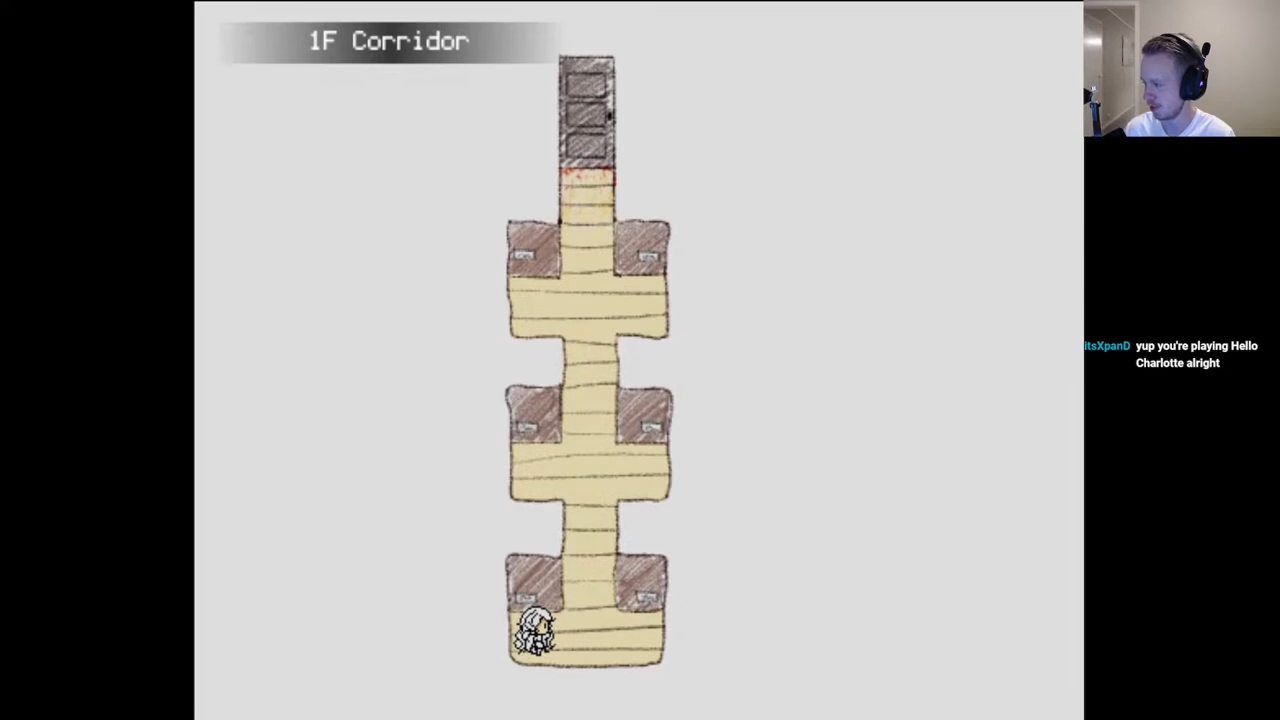 1F Corridor
itsXpanD yup you're playing Hello
Charlotte alright